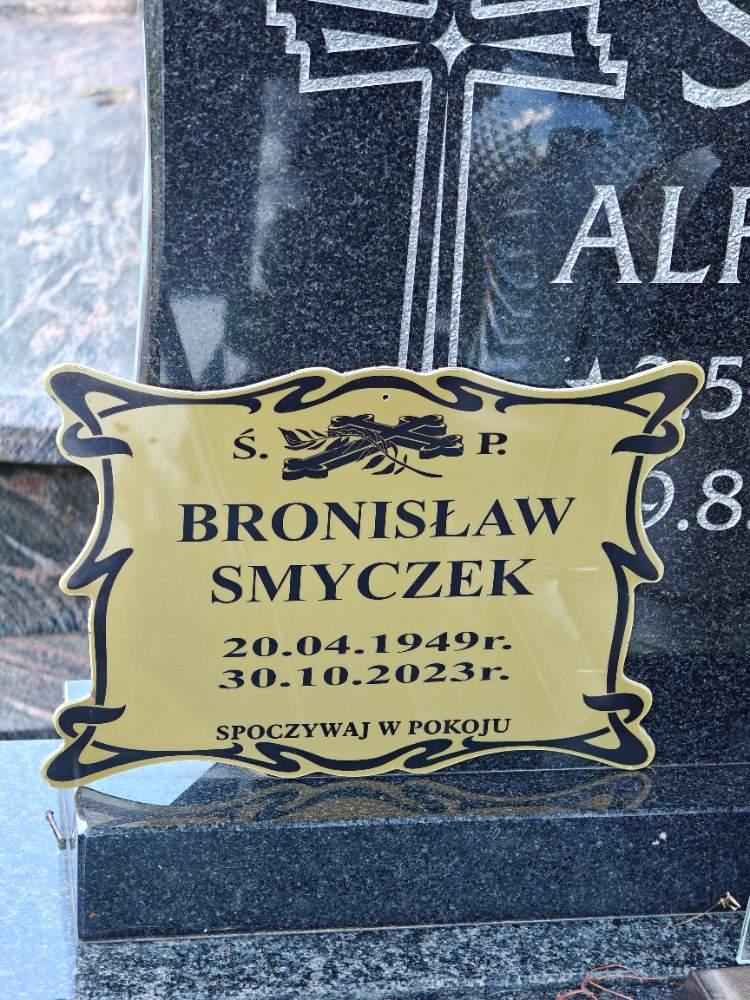 Ś. P.
BRONISŁAW
SMYCZEK
20.04.1949r.
30.10.2023r.
SPOCZYWAJ W POKOJU